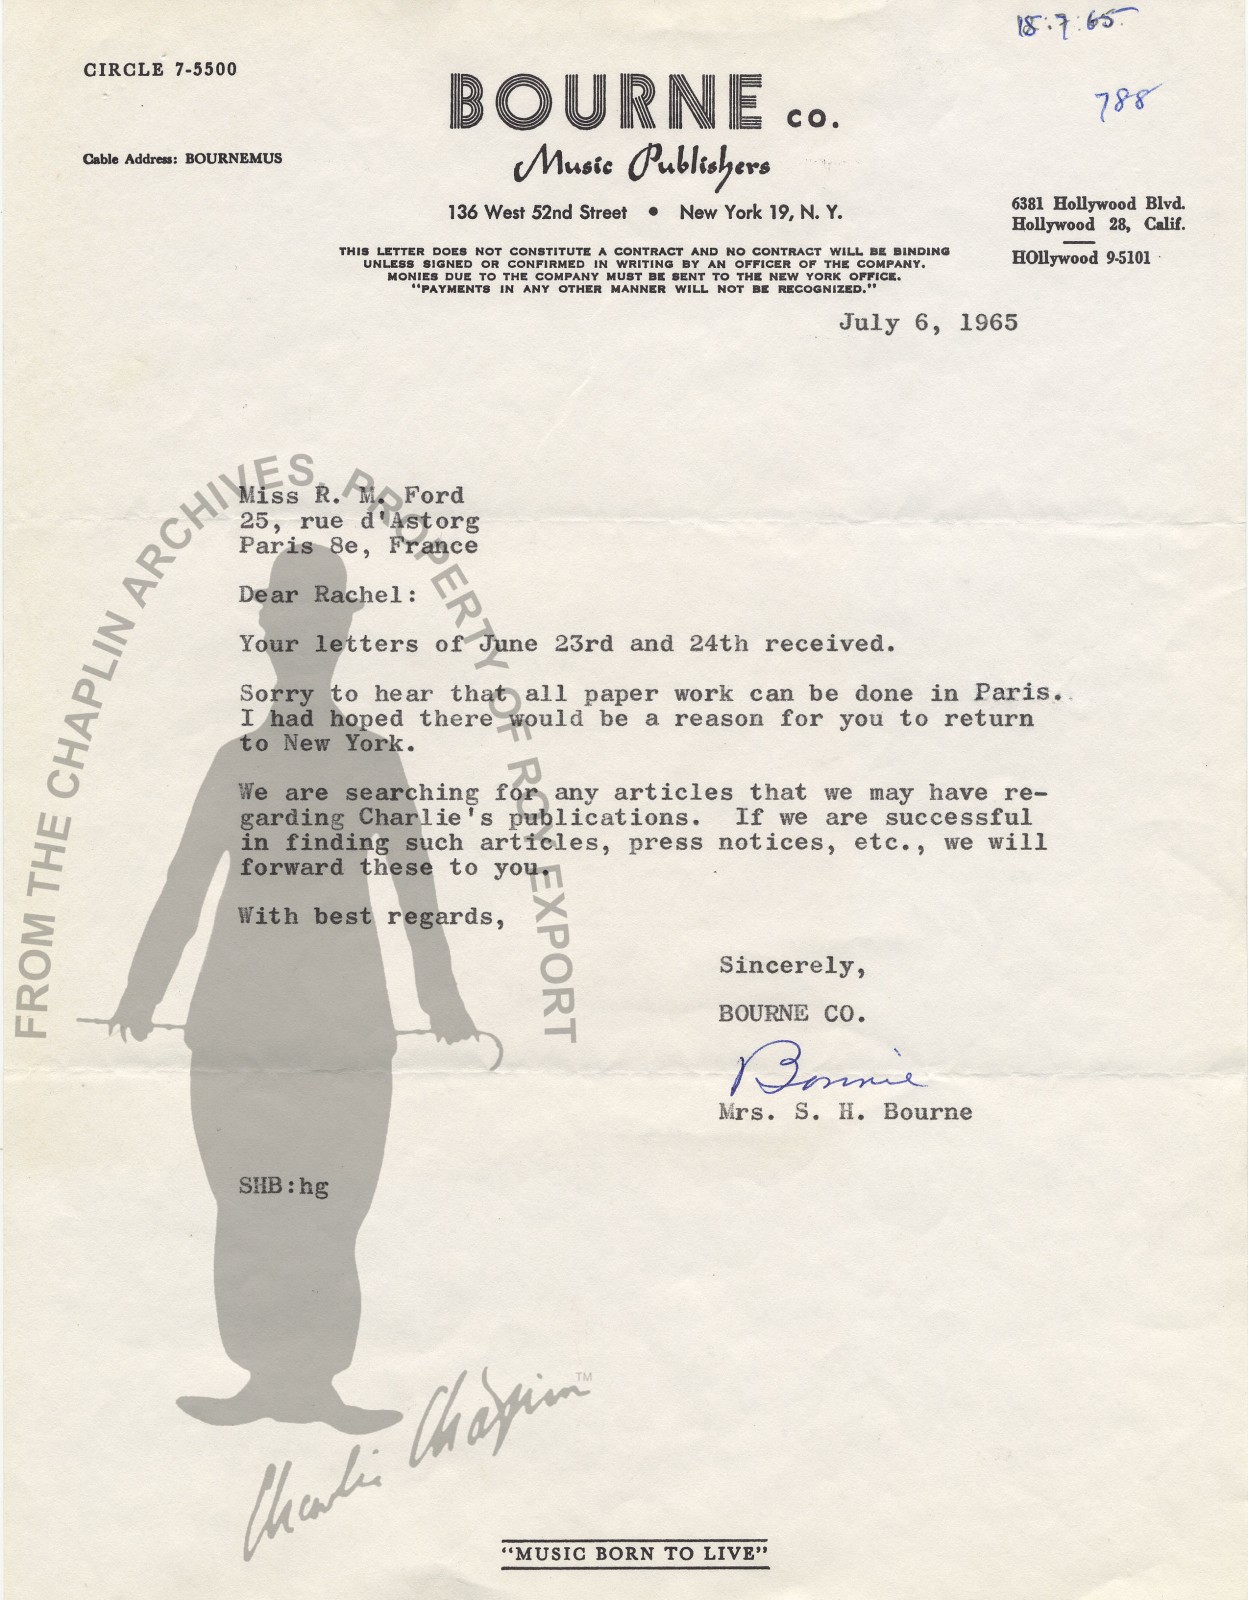 18.7.65.
788
CIRCLE 7-5500
BOURNE CO.
Cable Address: BOURNEMUS
Music Publishers
136 West 52nd Street • New York 19, N. Y.
6381 Hollywood Blvd.
Hollywood 28, Calif.
HOllywood 9-5101
THIS LETTER DOES NOT CONSTITUTE A CONTRACT AND NO CONTRACT WILL BE BINDING
UNLESS SIGNED OR CONFIRMED IN WRITING BY AN OFFICER OF THE COMPANY.
MONIES DUE TO THE COMPANY MUST BE SENT TO THE NEW YORK OFFICE.
"PAYMENTS IN ANY OTHER MANNER WILL NOT BE RECOGNIZED."
July 6, 1965
FROM THE CHAPLIN ARCHIVES, PROPERTY OF ROY EXPORT
Miss R. M. Ford
25, rue d'Astorg
Paris 8e, France
Dear Rachel:
Your letters of June 23rd and 24th received.
Sorry to hear that all paper work can be done in Paris.
I had hoped there would be a reason for you to return
to New York.
We are searching for any articles that we may have re-
garding Charlie's publications. If we are successful
in finding such articles, press notices, etc., we will
forward these to you.
With best regards,
Sincerely,
BOURNE CO.
Bonnie
Mrs. S. H. Bourne
SHB:hg
Charlie Chaplin TM
"MUSIC BORN TO LIVE"